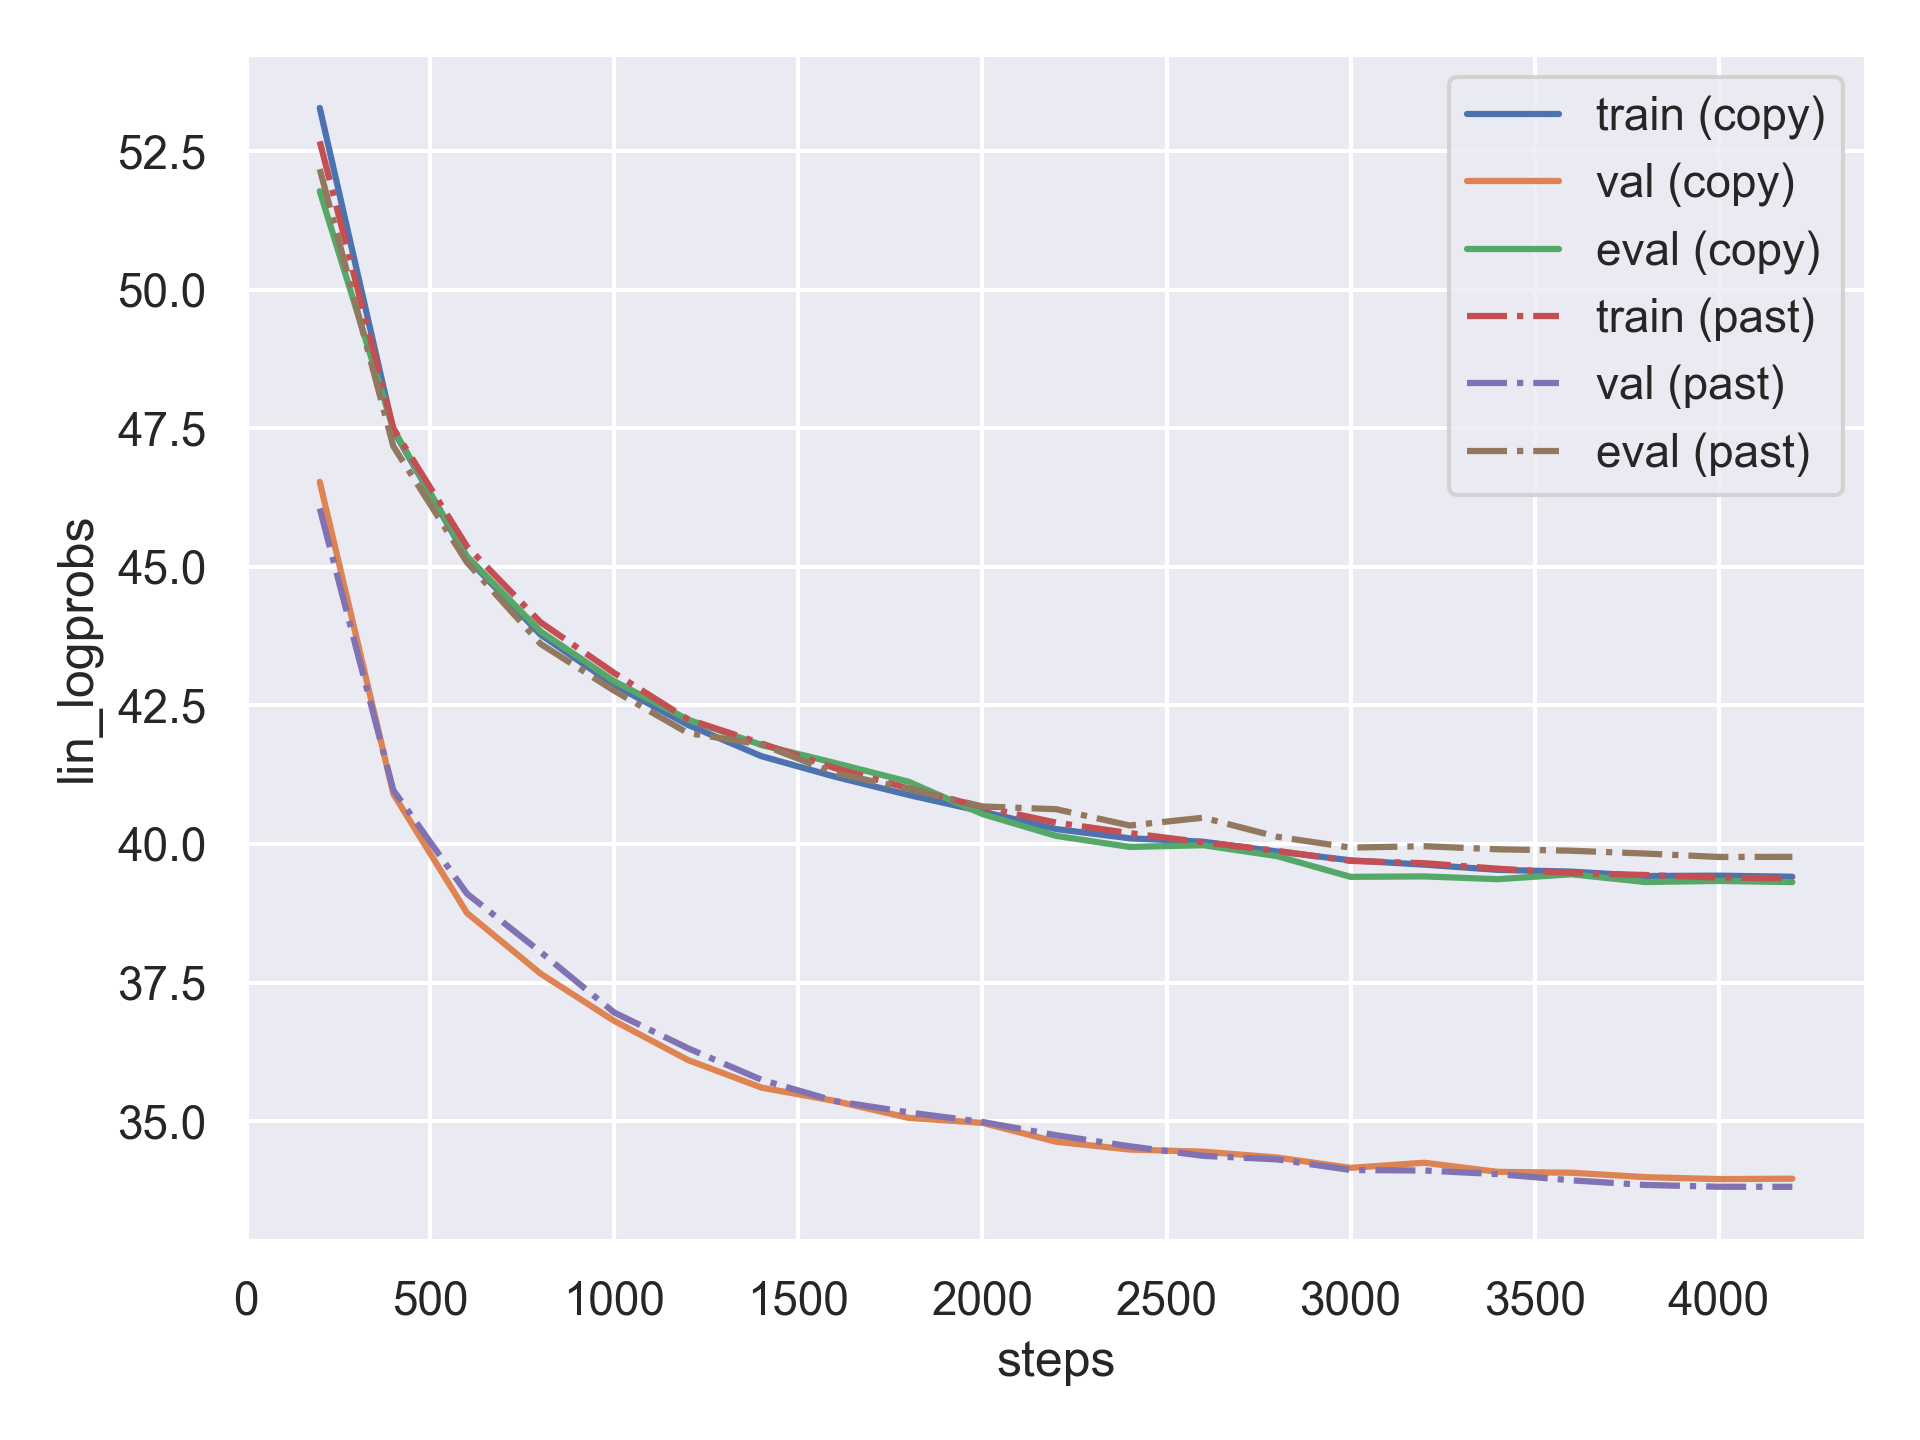 train (copy)
val (copy)
eval (copy)
train (past)
val (past)
eval (past)
lin_logprobs
52.5
50.0
47.5
45.0
42.5
40.0
37.5
35.0
0 500 1000 1500 2000 2500 3000 3500 4000
steps